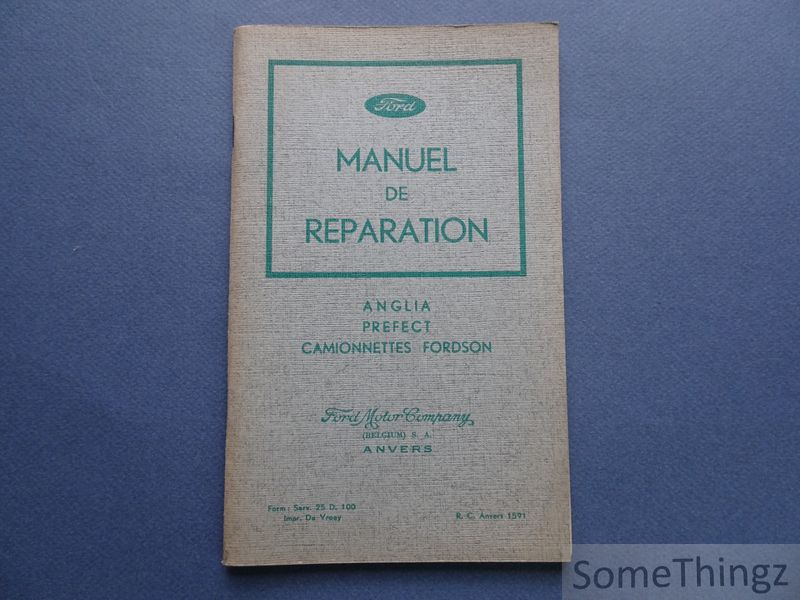 Ford
MANUEL
DE
REPARATION
ANGLIA
PREFECT
CAMIONNETTES FORDSON
Ford Motor Company
(BELGIUM) S. A.
ANVERS
Form : Serv. 25 D. 100
Impr. De Vreey
R. C. Anvers 1591
SomeThingz